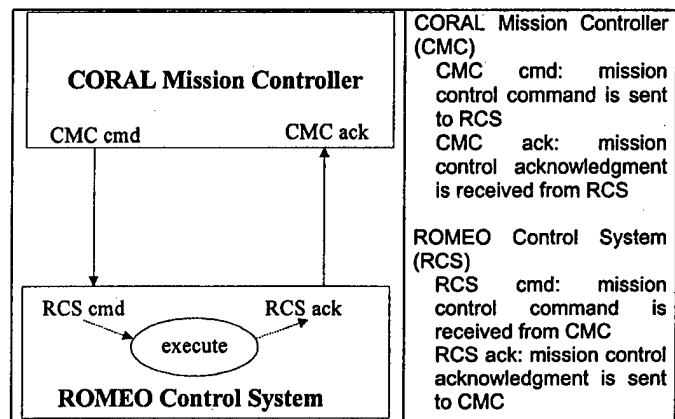 CORAL Mission Controller
CMC cmd
CMC ack
RCS cmd
RCS ack
execute
ROMEO Control System
CORAL Mission Controller
(CMC)
CMC cmd: mission
control command is sent
to RCS
CMC ack: mission
control acknowledgment
is received from RCS
ROMEO Control System
(RCS)
RCS cmd: mission
control command is
received from CMC
RCS ack: mission control
acknowledgment is sent
to CMC